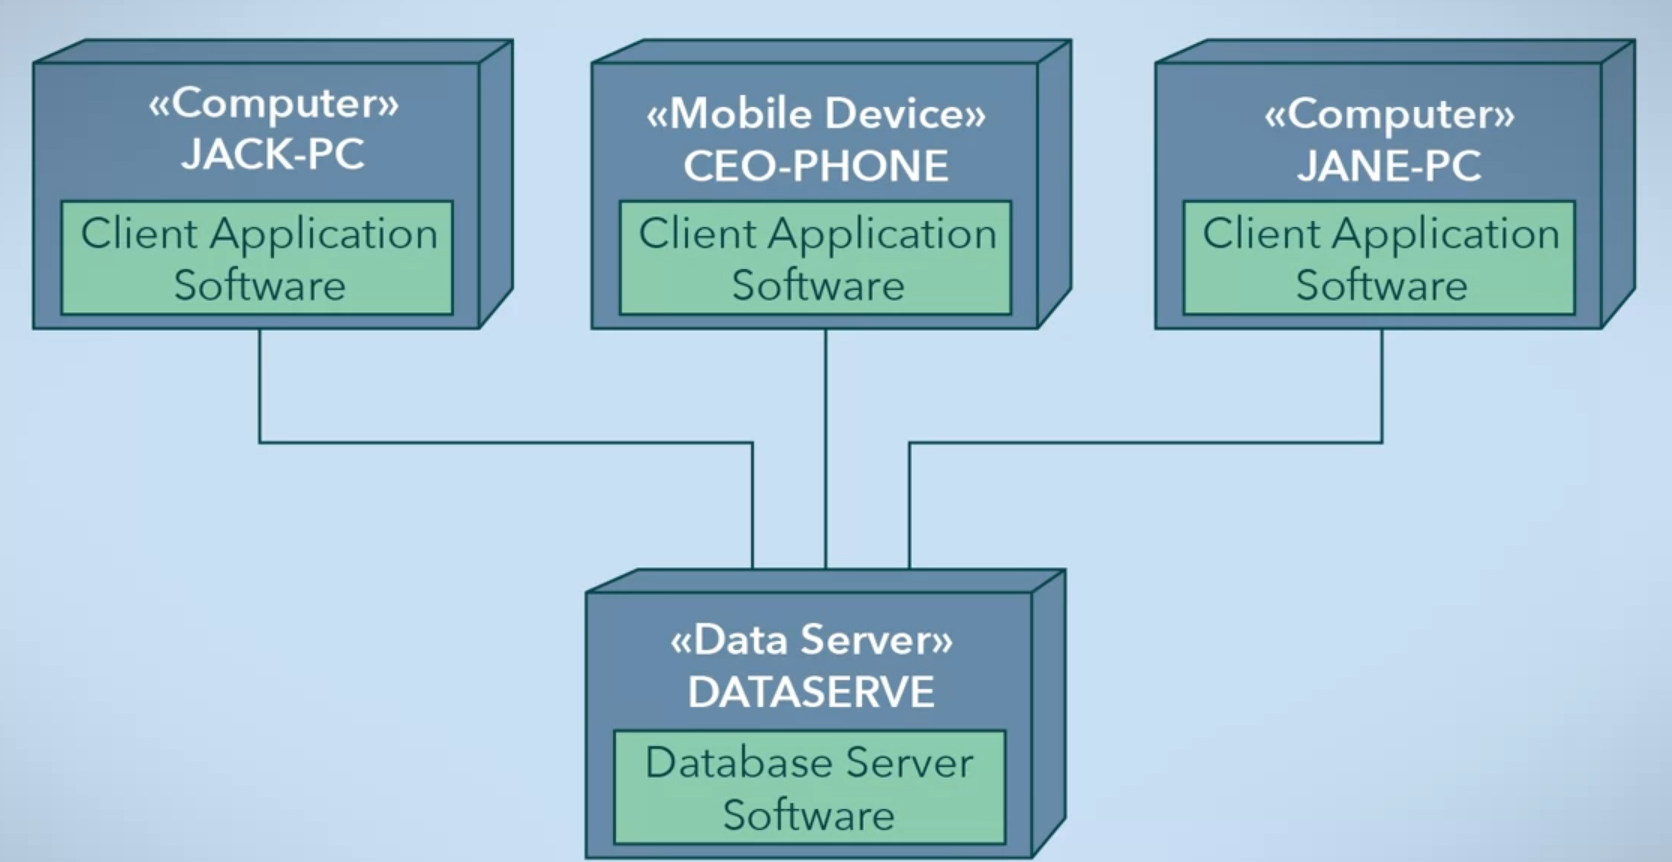 «Computer»
JACK-PC
Client Application
Software
«Mobile Device»
CEO-PHONE
Client Application
Software
«Computer»
JANE-PC
Client Application
Software
«Data Server»
DATASERVE
Database Server
Software